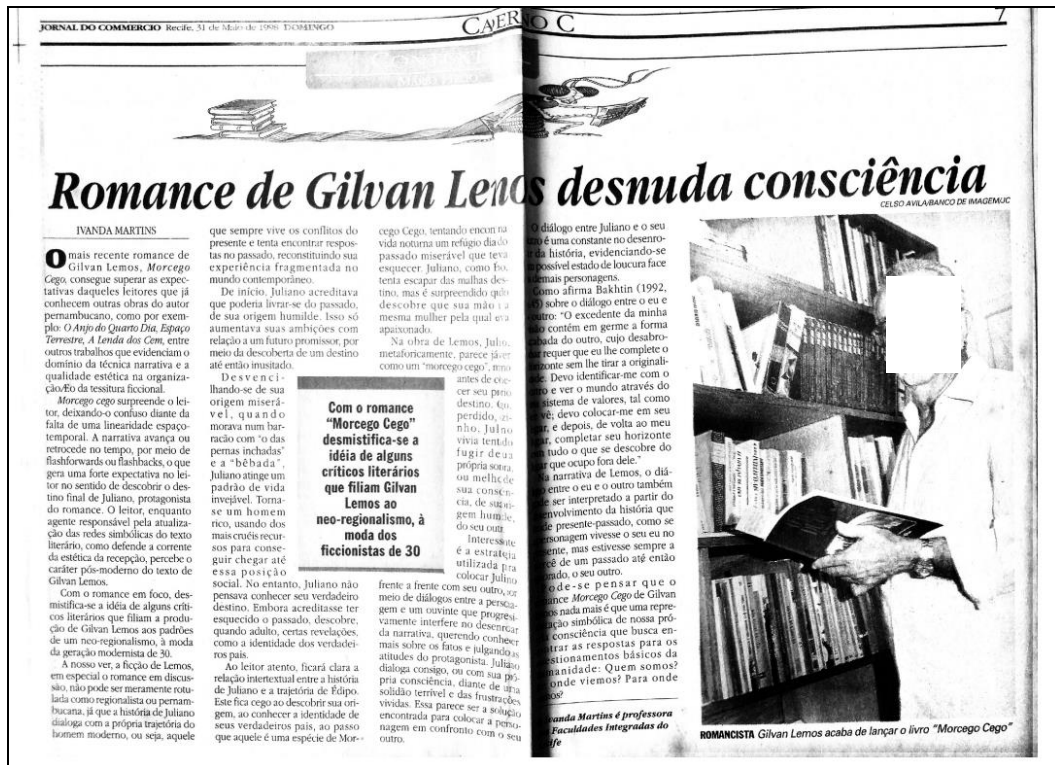 JORNAL DO COMMERCIO Recife, 31 de Maio de 1998 DOMINGO
CADERNO C
7
Romance de Gilvan Lemos desnuda consciência
CELSO AVILA/BANCO DE IMAGEM/JC
IVANDA MARTINS
O mais recente romance de
Gilvan Lemos, Morcego
Cego, consegue superar as expec-
tativas daqueles leitores que já
conhecem outras obras do autor
pernambucano, como por exem-
plo: O Anjo do Quarto Dia, Espaço
Terrestre, A Lenda dos Cem, entre
outros trabalhos que evidenciam o
domínio da técnica narrativa e a
qualidade estética na organiza-
ção/Eo da tessitura ficcional.
Morcego cego surpreende o lei-
tor, deixando-o confuso diante da
falta de uma linearidade espaço-
temporal. A narrativa avança ou
retrocede no tempo, por meio de
flashforwards ou flashbacks, o que
gera uma forte expectativa no lei-
tor no sentido de descobrir o des-
tino final de Juliano, protagonista
do romance. O leitor, enquanto
agente responsável pela atualiza-
ção das redes simbólicas do texto
literário, como defende a corrente
da estética da recepção, percebe o
caráter pós-moderno do texto de
Gilvan Lemos.
Com o romance em foco, des-
mistifica-se a idéia de alguns críti-
cos literários que filiam a produ-
ção de Gilvan Lemos aos padrões
de um neo-regionalismo, à moda
da geração modernista de 30.
A nosso ver, a ficção de Lemos,
em especial o romance em discus-
são, não pode ser meramente rotu-
lada como regionalista ou pernam-
bucana, já que a história de Juliano
dialoga com a própria trajetória do
homem moderno, ou seja, aquele
que sempre vive os conflitos do
presente e tenta encontrar respos-
tas no passado, reconstituindo sua
experiência fragmentada no
mundo contemporâneo.
De início, Juliano acreditava
que poderia livrar-se do passado,
de sua origem humilde. Isso só
aumentava suas ambições com
relação a um futuro promissor, por
meio da descoberta de um destino
até então inusitado.
Desvenci-
lhando-se de sua
origem miserá-
vel, quando
morava num bar-
racão com "o das
pernas inchadas"
e a "bêbada",
Juliano atinge um
padrão de vida
invejável. Torna-
se um homem
rico, usando dos
mais cruéis recur-
sos para conse-
guir chegar até
essa posição
social. No entanto, Juliano não
pensava conhecer seu verdadeiro
destino. Embora acreditasse ter
esquecido o passado, descobre,
quando adulto, certas revelações,
como a identidade dos verdadei-
ros pais.
Ao leitor atento, ficará clara a
relação intertextual entre a história
de Juliano e a trajetória de Édipo.
Este fica cego ao descobrir sua ori-
gem, ao conhecer a identidade de
seus verdadeiros pais, ao passo
que aquele é uma espécie de Mor-
Com o romance
"Morcego Cego"
desmistifica-se a
idéia de alguns
críticos literários
que filiam Gilvan
Lemos ao
neo-regionalismo, à
moda dos
ficcionistas de 30
cego Cego, tentando na
vida noturna um refúgio do
passado miserável que
esquecer. Juliano, como
tenta escapar das malhas des-
tino, mas é surpreendido
descobre que sua mão
mesma mulher pela qual
apaixonado.
Na obra de Lemos,
metaforicamente, parece
como um "morcego cego",
antes de
cer seu
destino.
perdido,
nho,
vivia
fugir de
própria
ou melhor
sua
cia, de
gem
do seu
Interessante
é a estratégia
utilizada
colocar
frente a frente com seu outro, por
meio de diálogos entre a persona-
gem e um ouvinte que progressi-
vamente interfere no desenrolar
da narrativa, querendo conhecer
mais sobre os fatos e julgando as
atitudes do protagonista. Juliano
dialoga consigo, ou com sua pró-
pria consciência, diante de uma
solidão terrível e das frustrações
vividas. Essa parece ser a solução
encontrada para colocar a perso-
nagem em confronto com o seu
outro.
O diálogo entre Juliano e o seu
é uma constante no desenro-
da história, evidenciando-se
possível estado de loucura face
demais personagens.
Como afirma Bakhtin (1992,
sobre o diálogo entre o eu e
outro: "O excedente da minha
contém em germe a forma
do outro, cujo desabro-
requer que eu lhe complete o
sem lhe tirar a originali-
Devo identificar-me com o
e ver o mundo através do
sistema de valores, tal como
vê; devo colocar-me em seu
e depois, de volta ao meu
completar seu horizonte
tudo o que se descobre do
que ocupo fora dele."
Na narrativa de Lemos, o diá-
entre o eu e o outro também
ser interpretado a partir do
da história que
presente-passado, como se
vivesse o seu eu no
mas estivesse sempre a
de um passado até então
o seu outro.
Pode-se pensar que o
Morcego Cego de Gilvan
nada mais é que uma repre-
simbólica de nossa pró-
consciência que busca en-
as respostas para os
básicos da
Quem somos?
onde viemos? Para onde
Ivanda Martins é professora
Faculdades Integradas do
ROMANCISTA Gilvan Lemos acaba de lançar o livro "Morcego Cego"